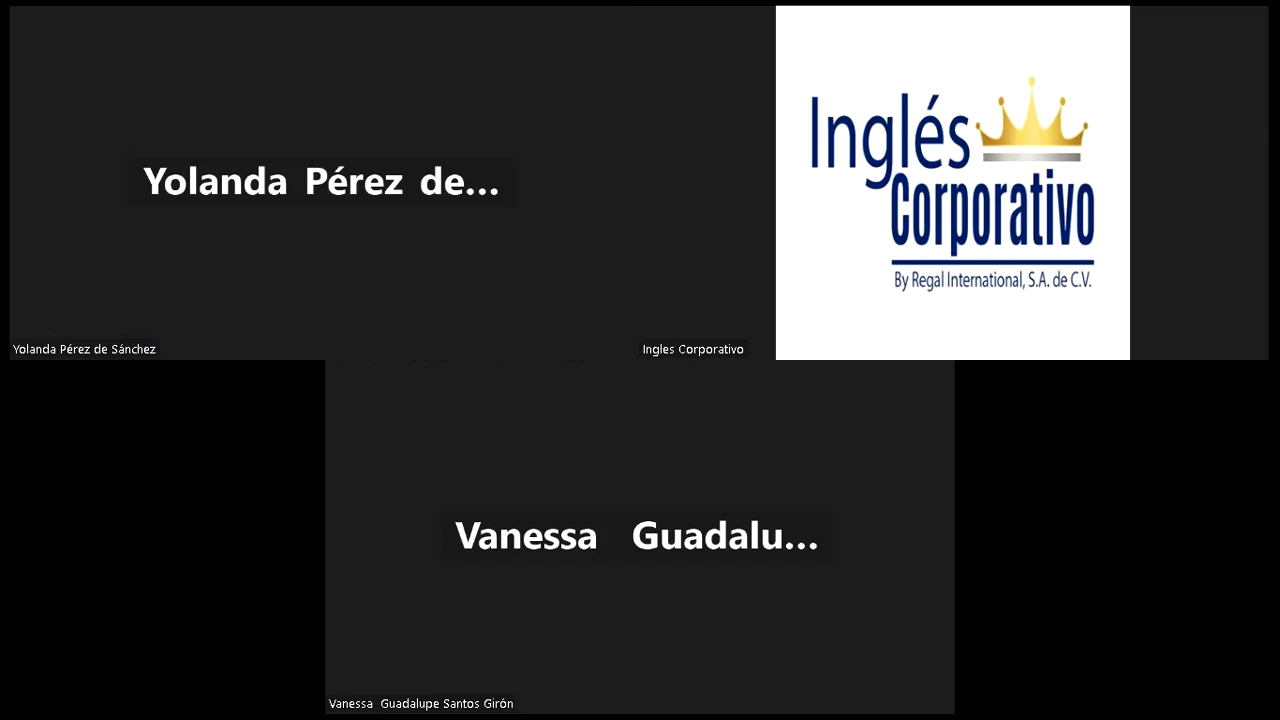 Yolanda Pérez de...
Yolanda Pérez de Sánchez
Inglés
Corporativo
By Regal International, S.A. de C.V.
Ingles Corporativo
Vanessa Guadalu...
Vanessa Guadalupe Santos Girón